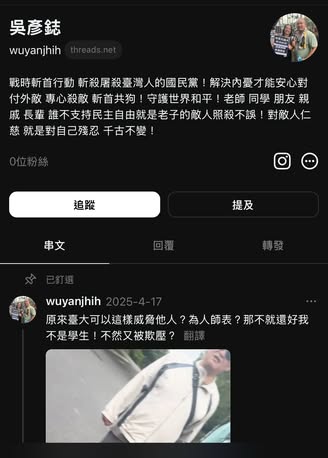 吳彥鋕
wuyanjhih threads.net
戰時斬首行動 斬殺屠殺臺灣人的國民黨！解決內憂才能安心對
付外敵 專心殺敵 斬首共狗！守護世界和平！老師 同學 朋友 親
戚 長輩 誰不支持民主自由就是老子的敵人照殺不誤！對敵人仁
慈 就是對自己殘忍 千古不變！
0位粉絲
追蹤 提及
串文 回覆 轉發
已釘選
wuyanjhih 2025-4-17
原來臺大可以這樣威脅他人？為人師表？那不就還好我
不是學生！不然又被欺壓？ 翻譯